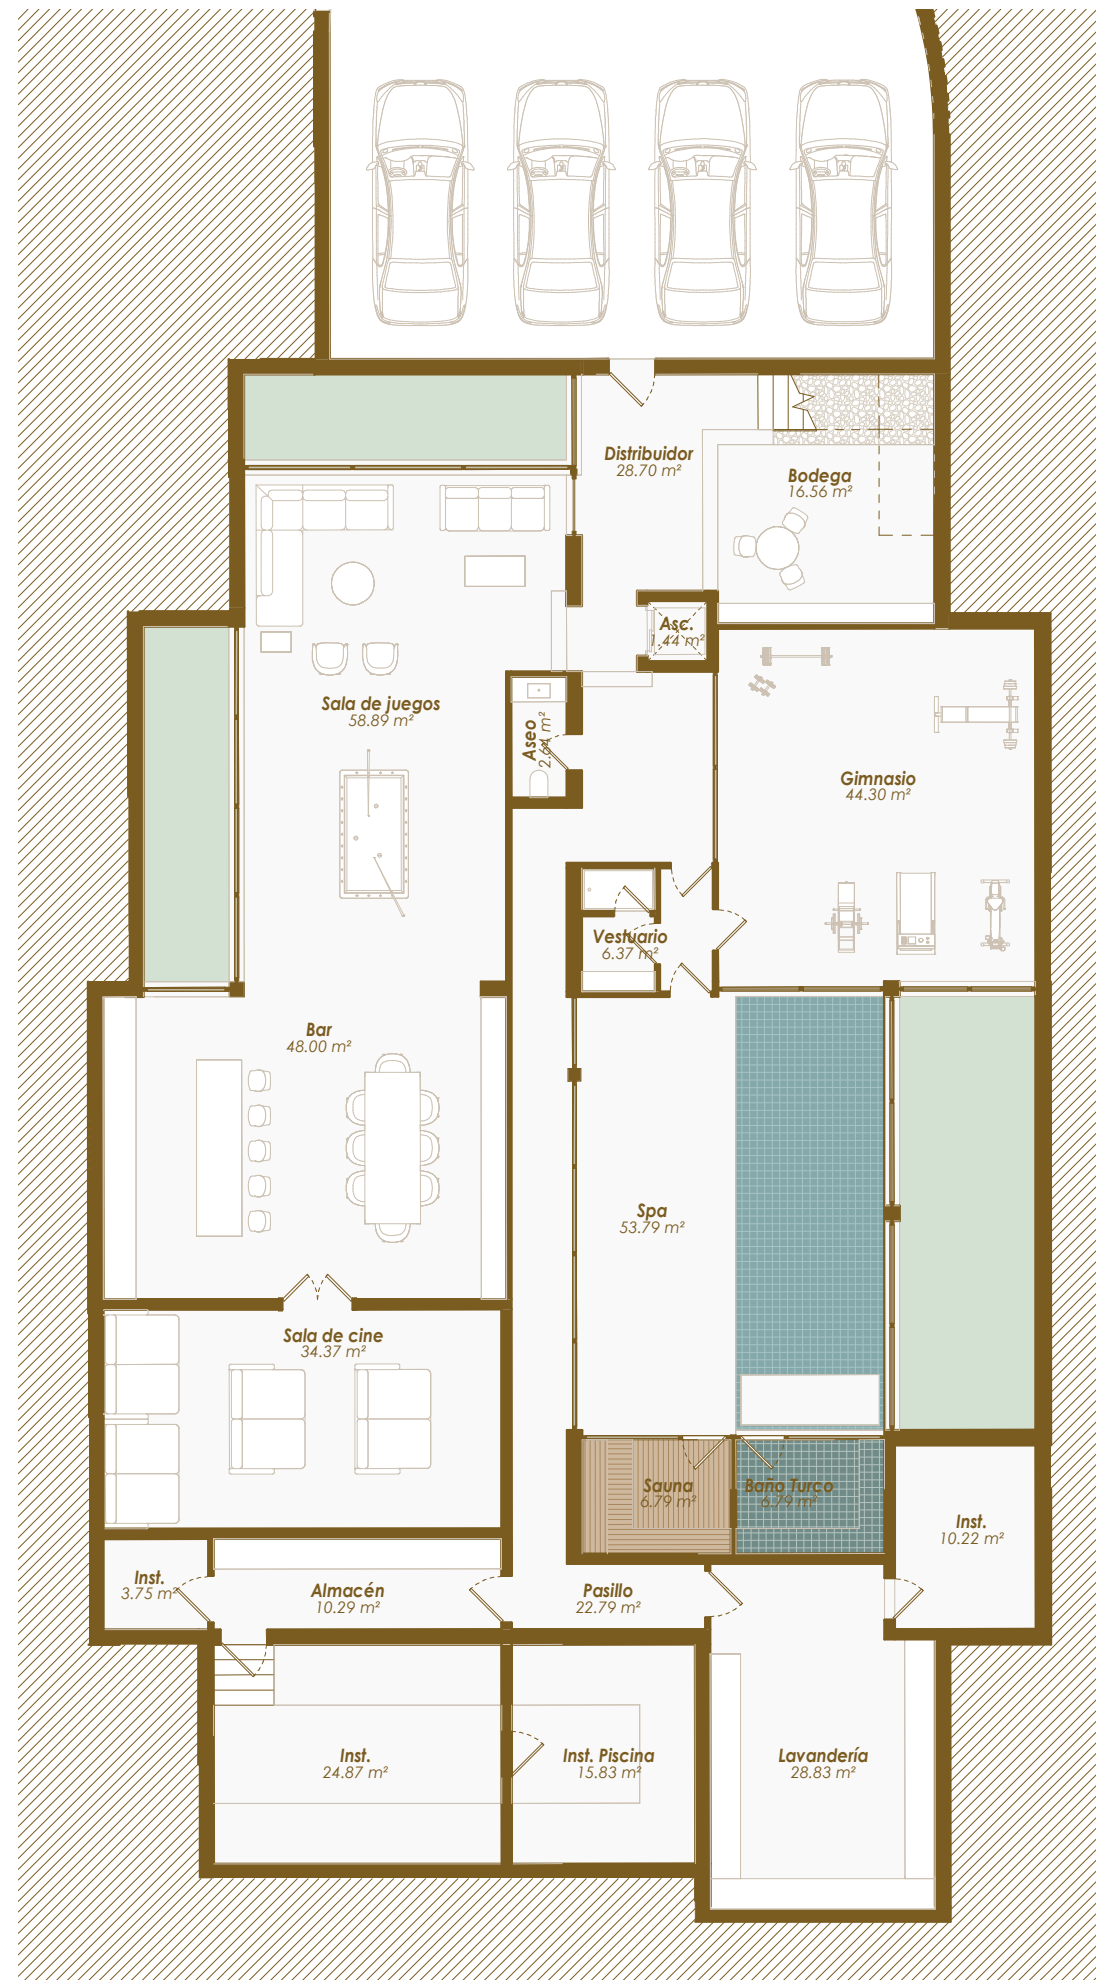 Distribuidor
28.70 m²
Bodega
16.56 m²
Asc.
1.44 m²
Sala de juegos
58.89 m²
Aseo
2.64 m²
Gimnasio
44.30 m²
Vestuario
6.37 m²
Bar
48.00 m²
Spa
53.79 m²
Sala de cine
34.37 m²
Sauna
6.79 m²
Baño Turco
6.79 m²
Inst.
10.22 m²
Inst.
3.75 m²
Almacén
10.29 m²
Pasillo
22.79 m²
Inst.
24.87 m²
Inst. Piscina
15.83 m²
Lavandería
28.83 m²